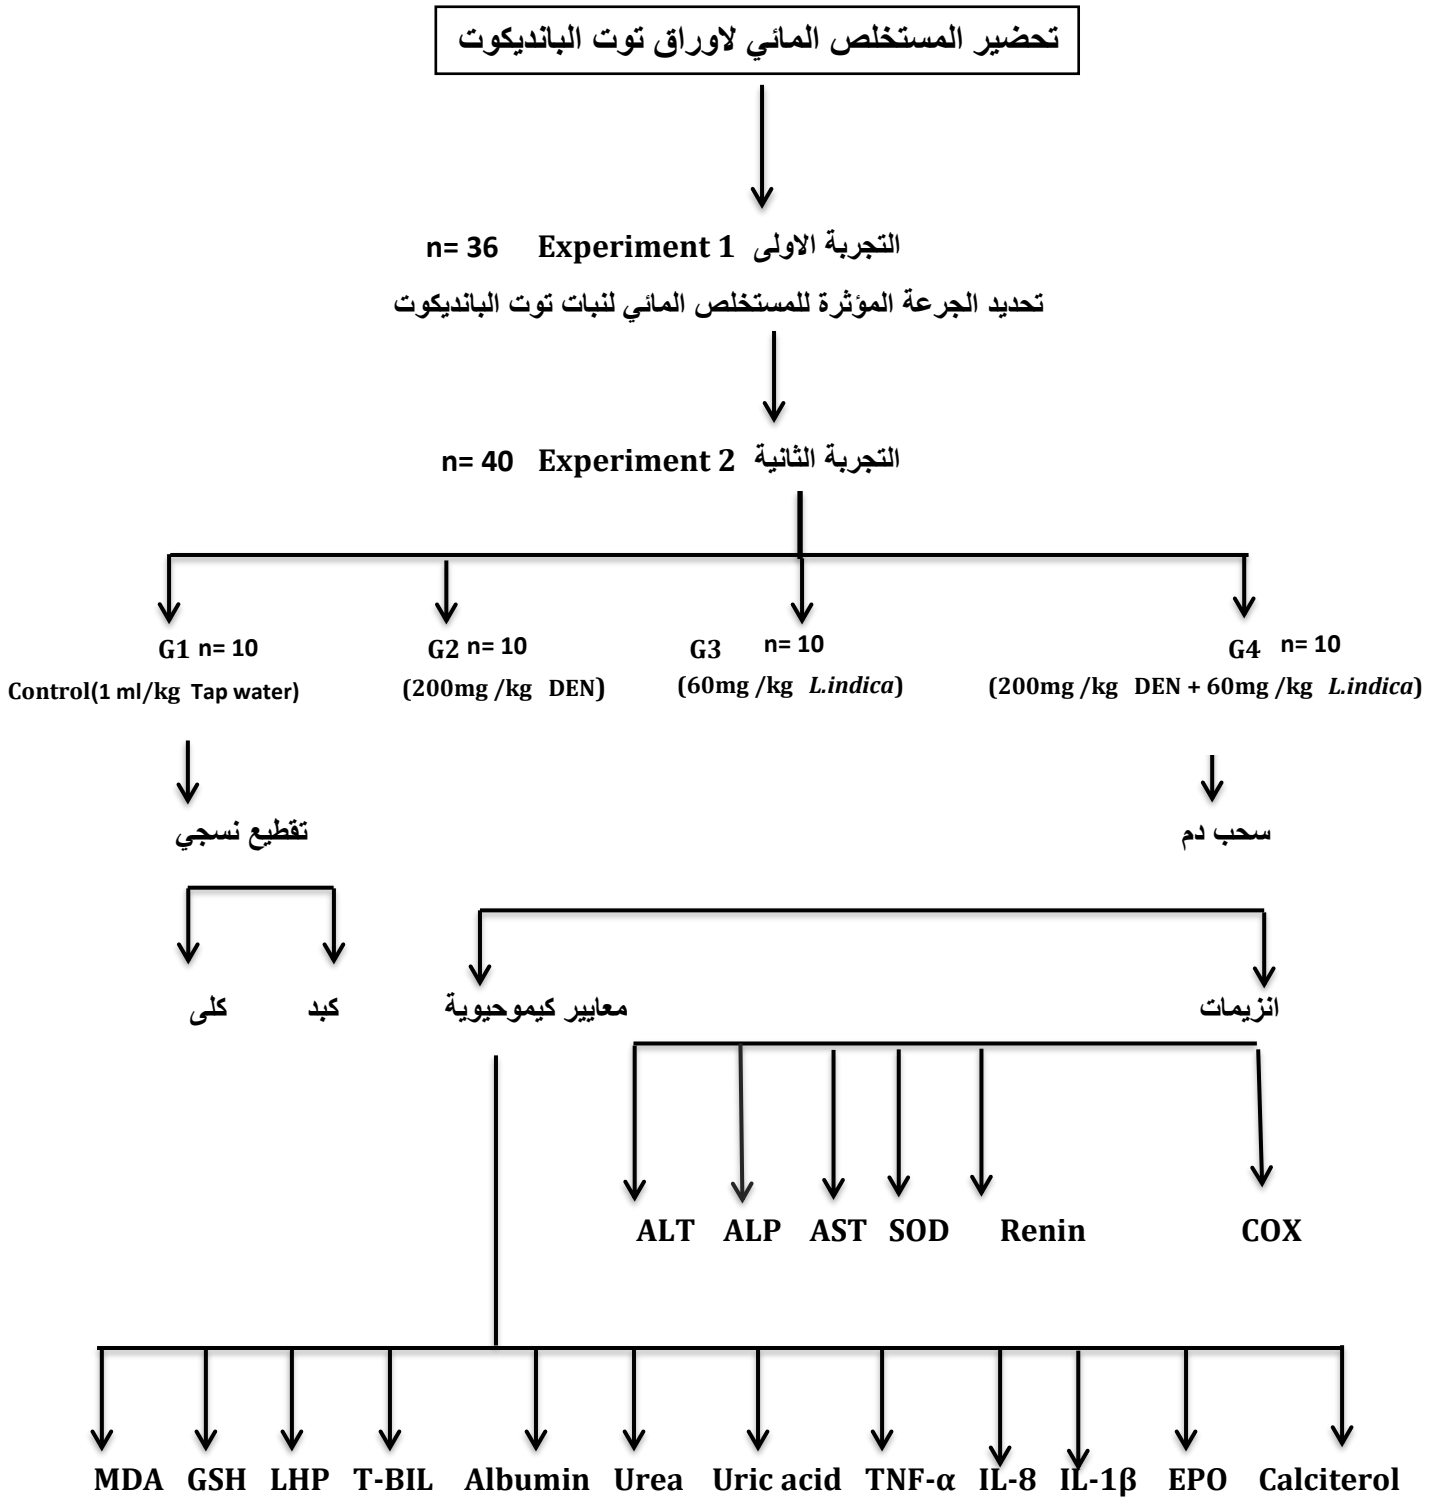 تحضير المستخلص المائي لاوراق توت البانديكوت
التجربة الاولى Experiment 1 n= 36
تحديد الجرعة المؤثرة للمستخلص المائي لنبات توت البانديكوت
التجربة الثانية Experiment 2 n= 40
G1 n= 10
Control(1 ml/kg Tap water)
G2 n= 10
(200mg /kg DEN)
G3 n= 10
(60mg /kg L.indica)
G4 n= 10
(200mg /kg DEN + 60mg /kg L.indica)
تقطيع نسجي
سحب دم
كلى
كبد
معايير كيموحيوية
انزيمات
ALT ALP AST SOD Renin COX
MDA GSH LHP T-BIL Albumin Urea Uric acid TNF-α IL-8 IL-1β EPO Calciterol